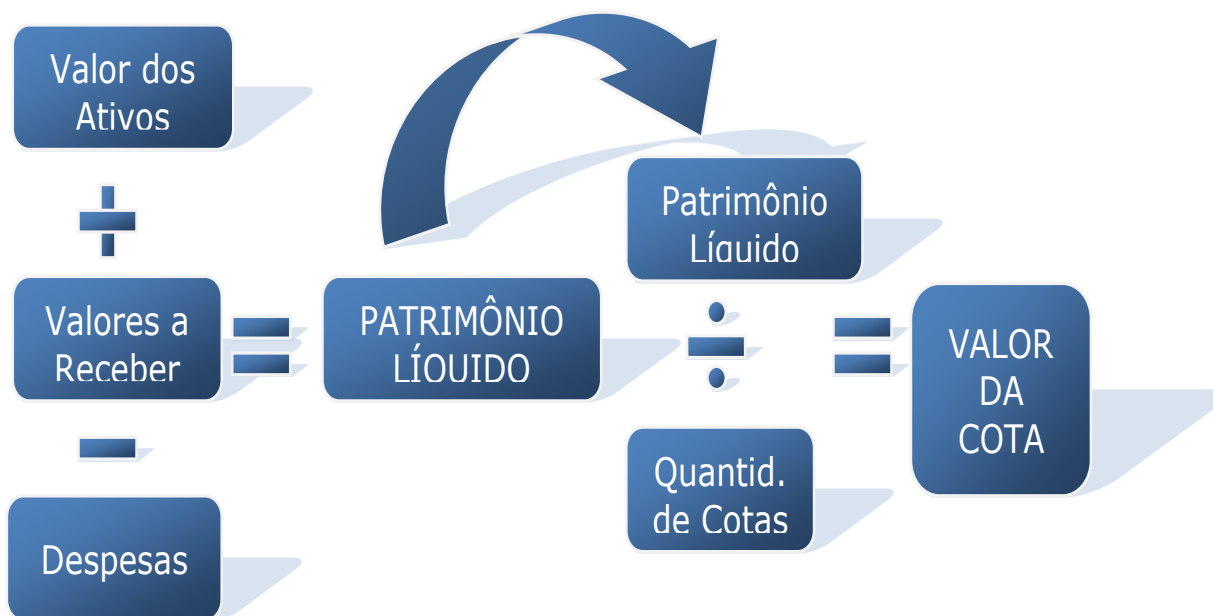 Valor dos
Ativos
+
Valores a
Receber
-
Despesas
=
PATRIMÔNIO
LÍQUIDO
Patrimônio
Líquido
÷
Quantid.
de Cotas
=
VALOR
DA
COTA